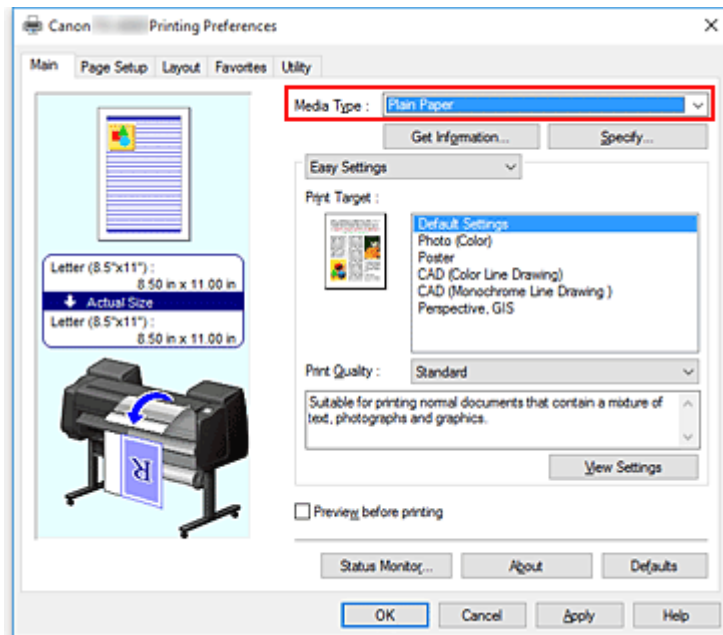 Canon Printing Preferences
Main Page Setup Layout Favorites Utility
Media Type : Plain Paper
Get Information... Specify...
Easy Settings
Print Target :
Default Settings
Photo (Color)
Poster
CAD (Color Line Drawing)
CAD (Monochrome Line Drawing )
Perspective, GIS
Letter (8.5"x11") :
8.50 in x 11.00 in
Actual Size
Letter (8.5"x11") :
8.50 in x 11.00 in
R
Print Quality : Standard
Suitable for printing normal documents that contain a mixture of
text, photographs and graphics.
View Settings
Preview before printing
Status Monitor... About Defaults
OK Cancel Apply Help